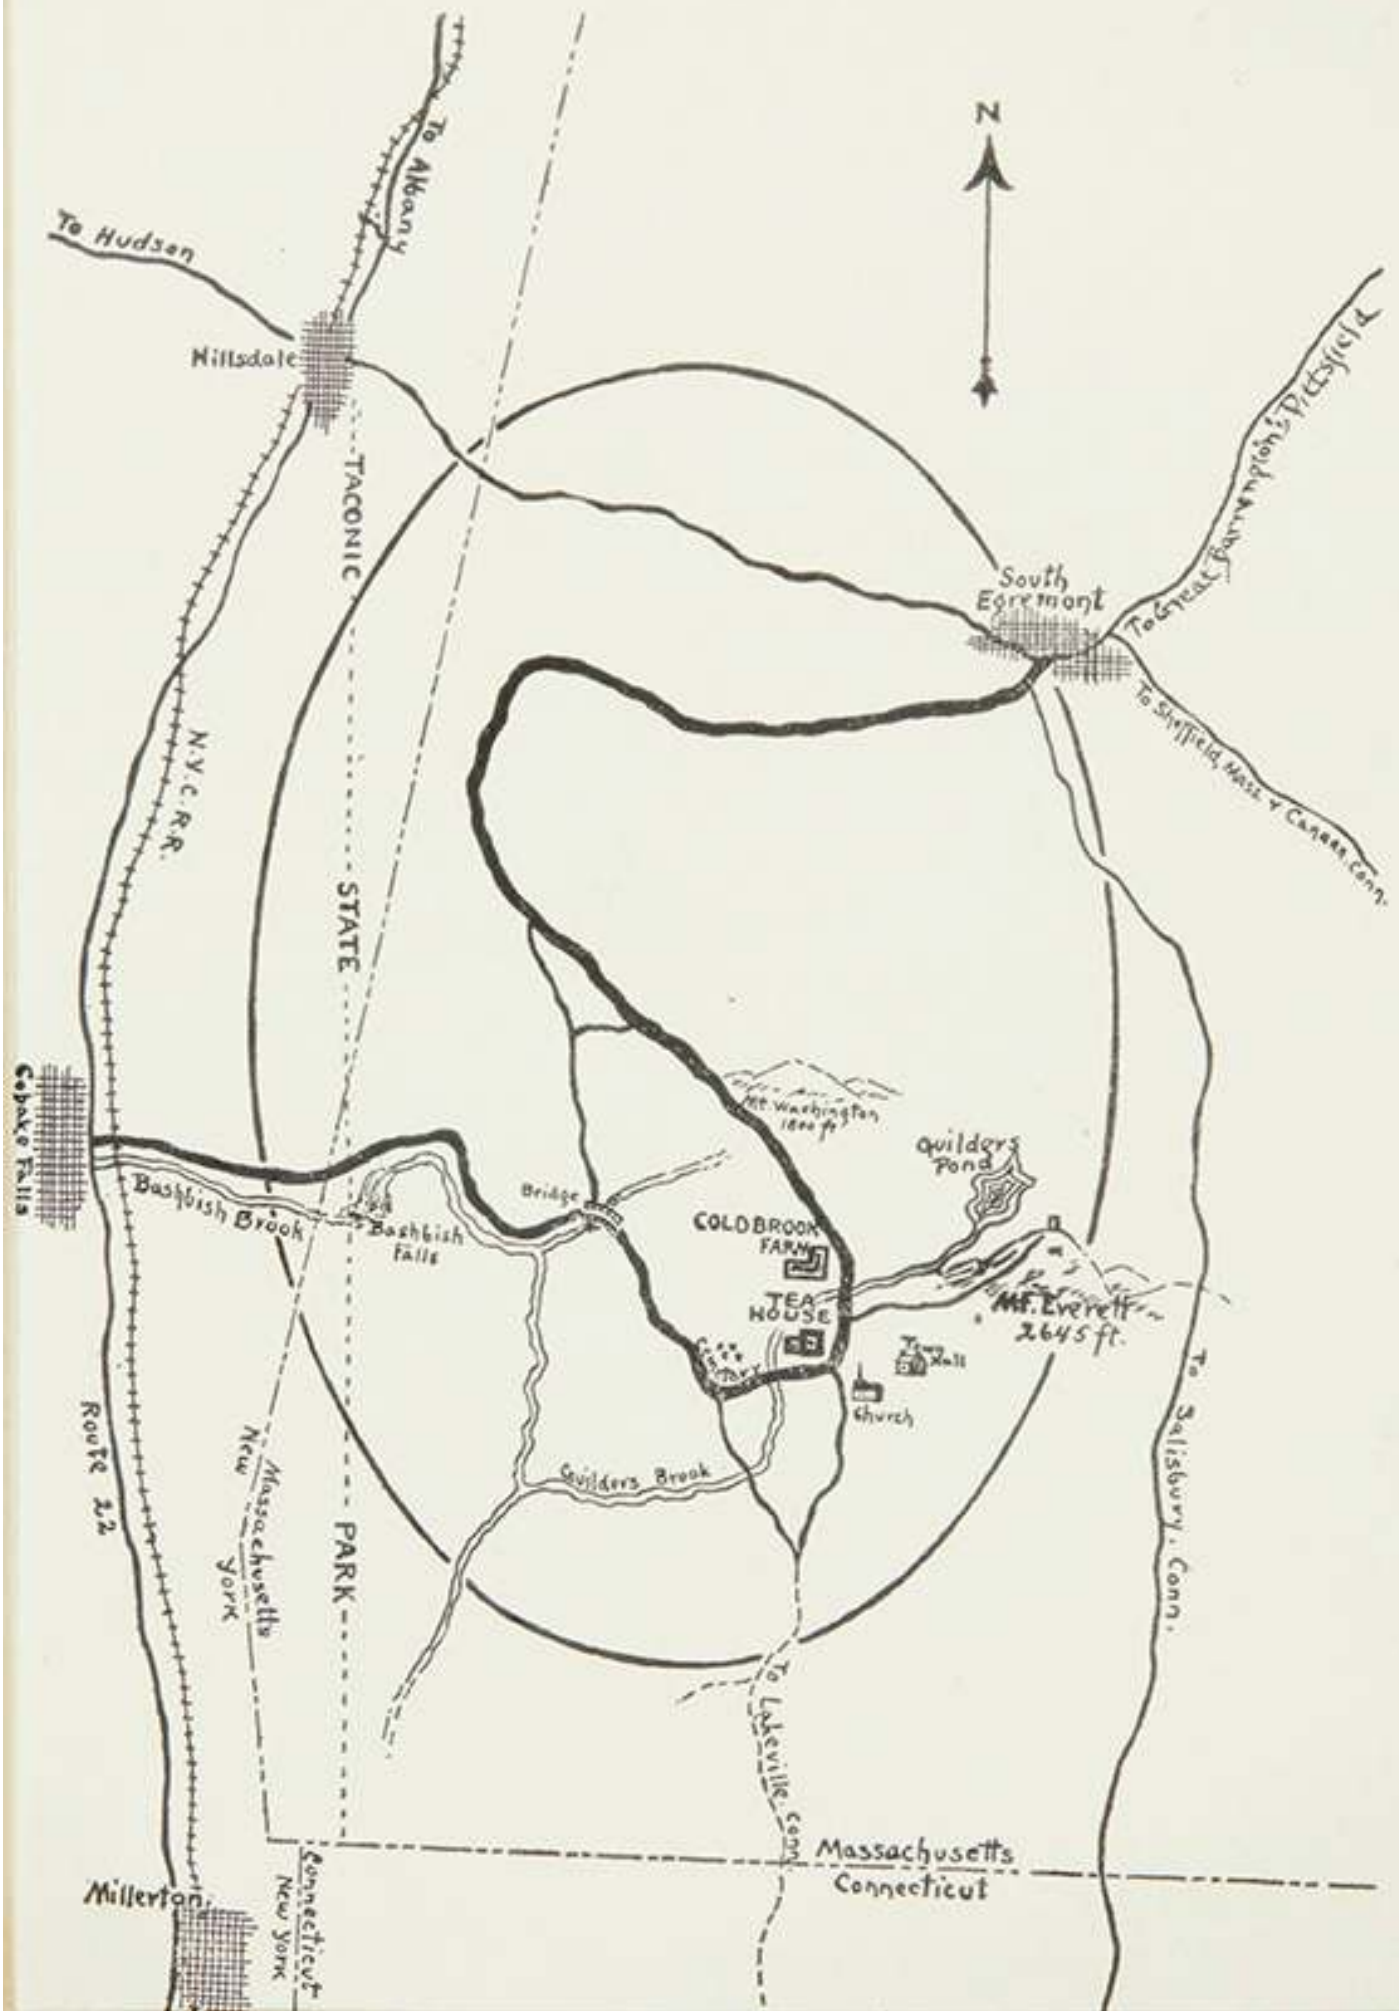 N
To Albany
To Hudson
Hillsdale
To Great Barrington & Pittsfield
TACONIC
South
Egremont
To Sheffield, Mass & Canaan, Conn.
N.Y.C.R.R.
STATE
Copake Falls
Mt. Washington
1800 ft
Guilders
Pond
Bridge
Bashbish Brook
Bashbish
Falls
COLDBROOK
FARM
TEA
HOUSE
Mt. Everett
2645 ft.
Town
Hall
Cemetary
Church
Route 22
Guilders Brook
To Salisbury, Conn.
Massachusetts
New York
PARK
To Lakeville, Conn
Massachusetts
Connecticut
Millerton
Connecticut
New York